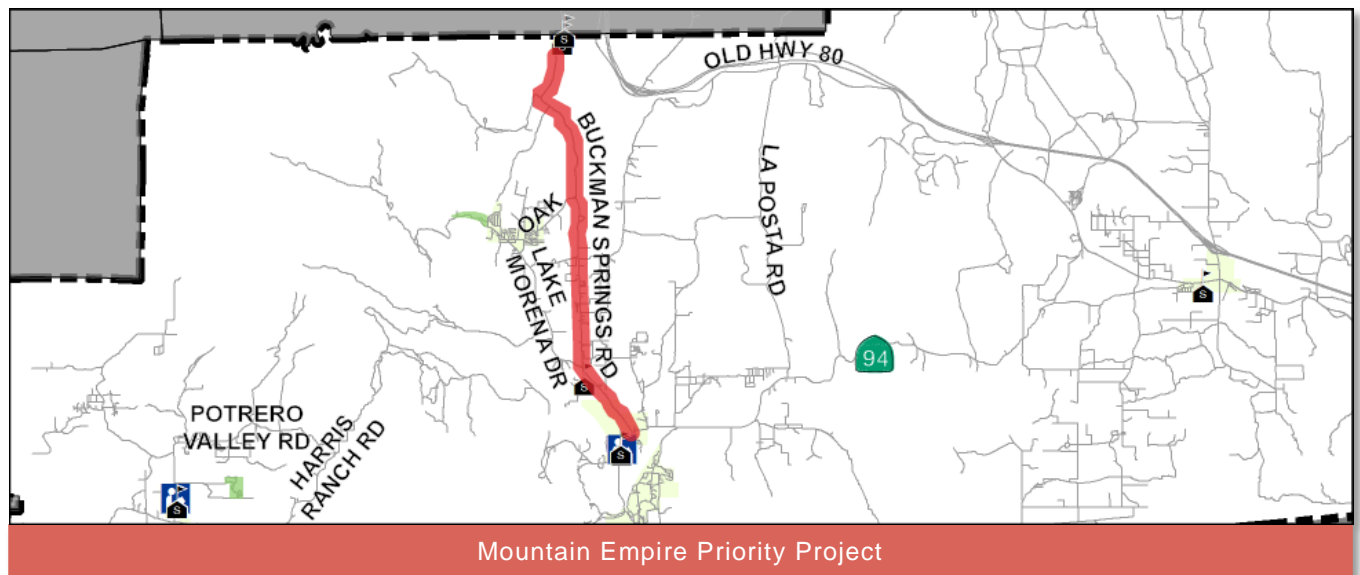 OLD HWY 80
BUCKMAN SPRINGS RD
LA POSTA RD
OAK
LAKE
MORENA DR
94
POTRERO
VALLEY RD
HARRIS
RANCH RD
S
S
S
S
S
Mountain Empire Priority Project